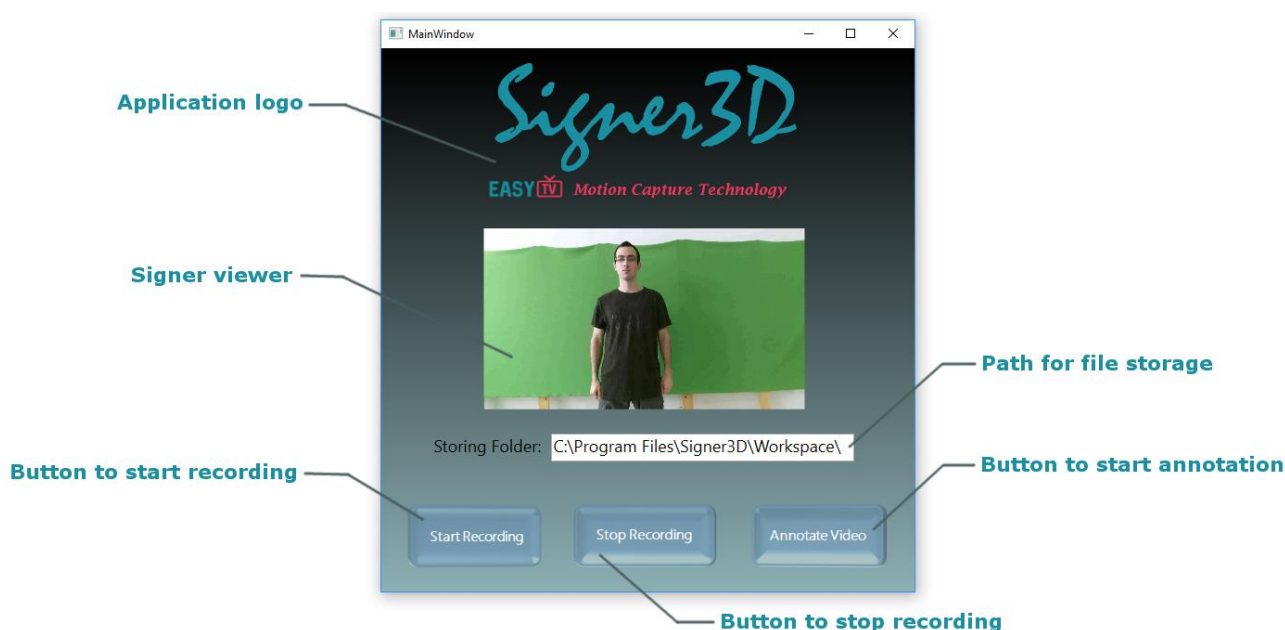 MainWindow
Signer3D
Application logo
EASY TV Motion Capture Technology
Signer viewer
Path for file storage
Storing Folder: C:\Program Files\Signer3D\Workspace\
Button to start recording
Button to start annotation
Start Recording
Stop Recording
Annotate Video
Button to stop recording